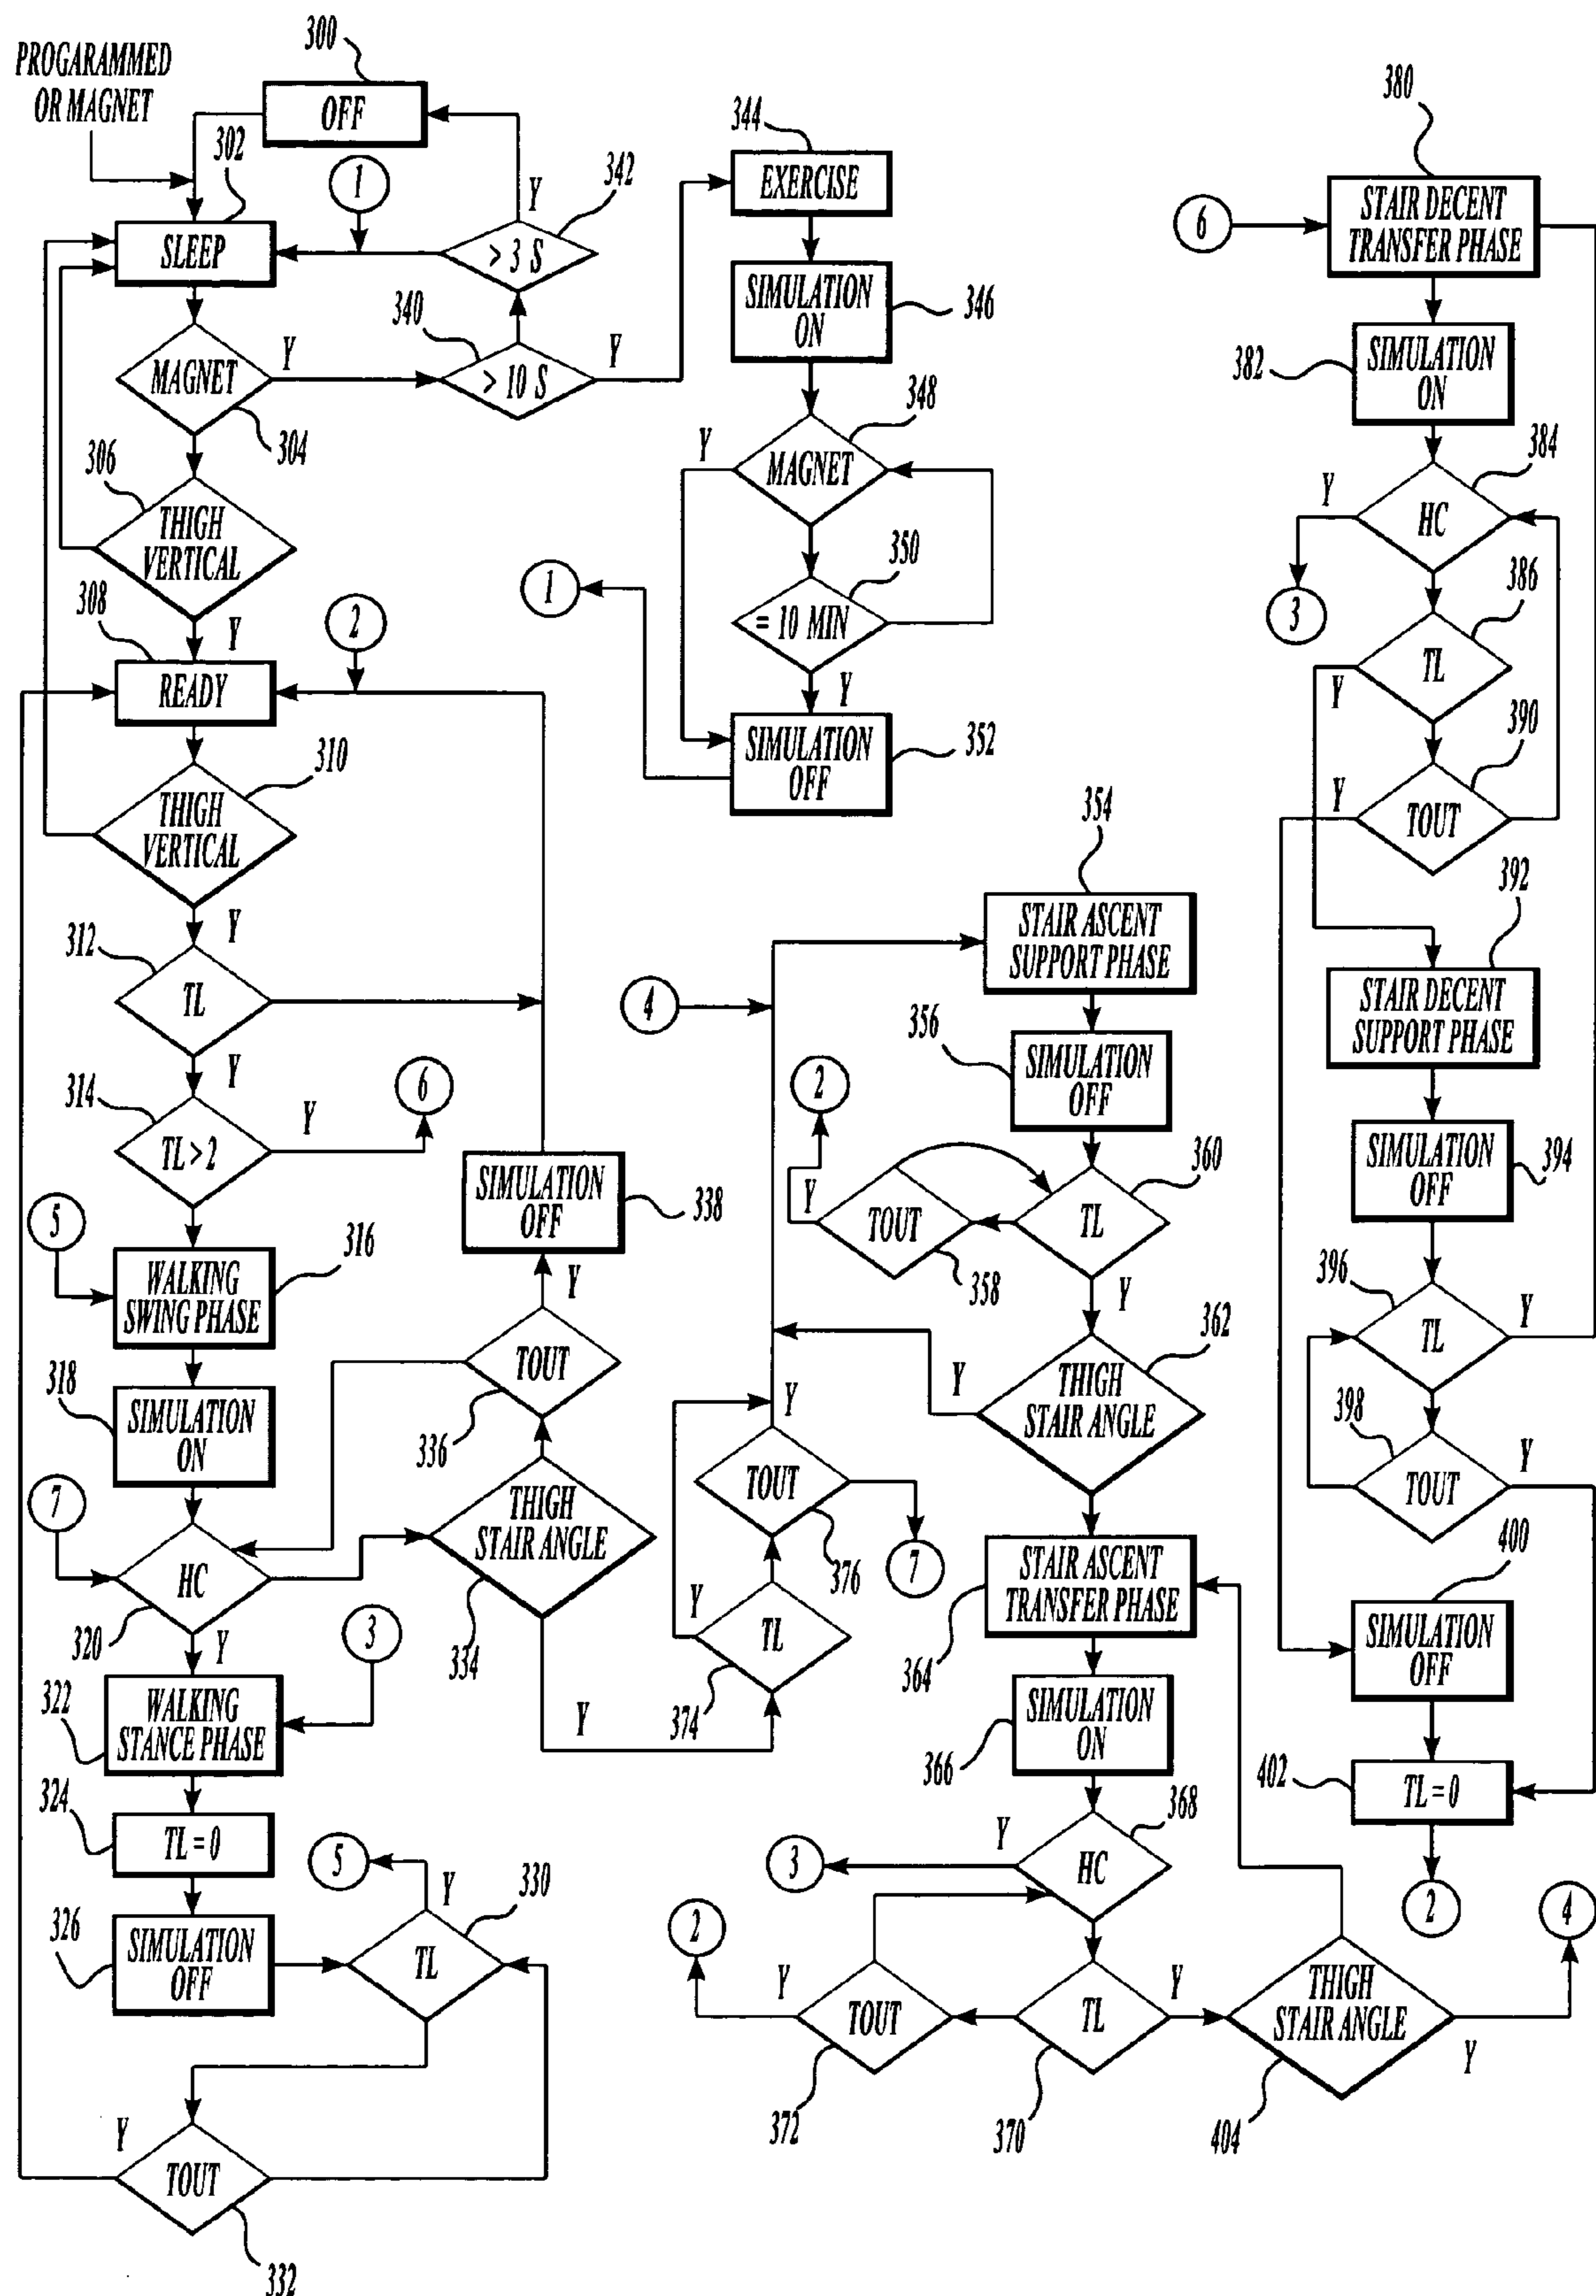 PROGARAMMED
OR MAGNET
300
OFF
302
1
Y
342
SLEEP
> 3 S
340
MAGNET
Y
> 10 S
Y
304
306
THIGH
VERTICAL
Y
308
2
READY
310
THIGH
VERTICAL
Y
312
TL
Y
314
TL > 2
Y
6
5
316
WALKING
SWING PHASE
318
SIMULATION
ON
7
HC
320
Y
3
322
WALKING
STANCE PHASE
324
TL = 0
326
SIMULATION
OFF
5
Y
330
TL
Y
TOUT
332
SIMULATION
OFF
338
Y
TOUT
336
THIGH
STAIR ANGLE
334
Y
344
EXERCISE
SIMULATION
ON
346
348
Y
MAGNET
350
= 10 MIN
1
Y
SIMULATION
OFF
352
354
STAIR ASCENT
SUPPORT PHASE
4
356
SIMULATION
OFF
2
Y
TOUT
358
360
TL
Y
362
Y
THIGH
STAIR ANGLE
Y
TOUT
376
7
Y
TL
374
STAIR ASCENT
TRANSFER PHASE
364
SIMULATION
ON
366
368
Y
HC
3
2
Y
TOUT
372
TL
370
Y
THIGH
STAIR ANGLE
404
Y
4
380
6
STAIR DECENT
TRANSFER PHASE
382
SIMULATION
ON
384
Y
HC
3
386
TL
Y
390
Y
TOUT
392
STAIR DECENT
SUPPORT PHASE
SIMULATION
OFF
394
396
TL
Y
398
TOUT
Y
400
SIMULATION
OFF
402
TL = 0
2